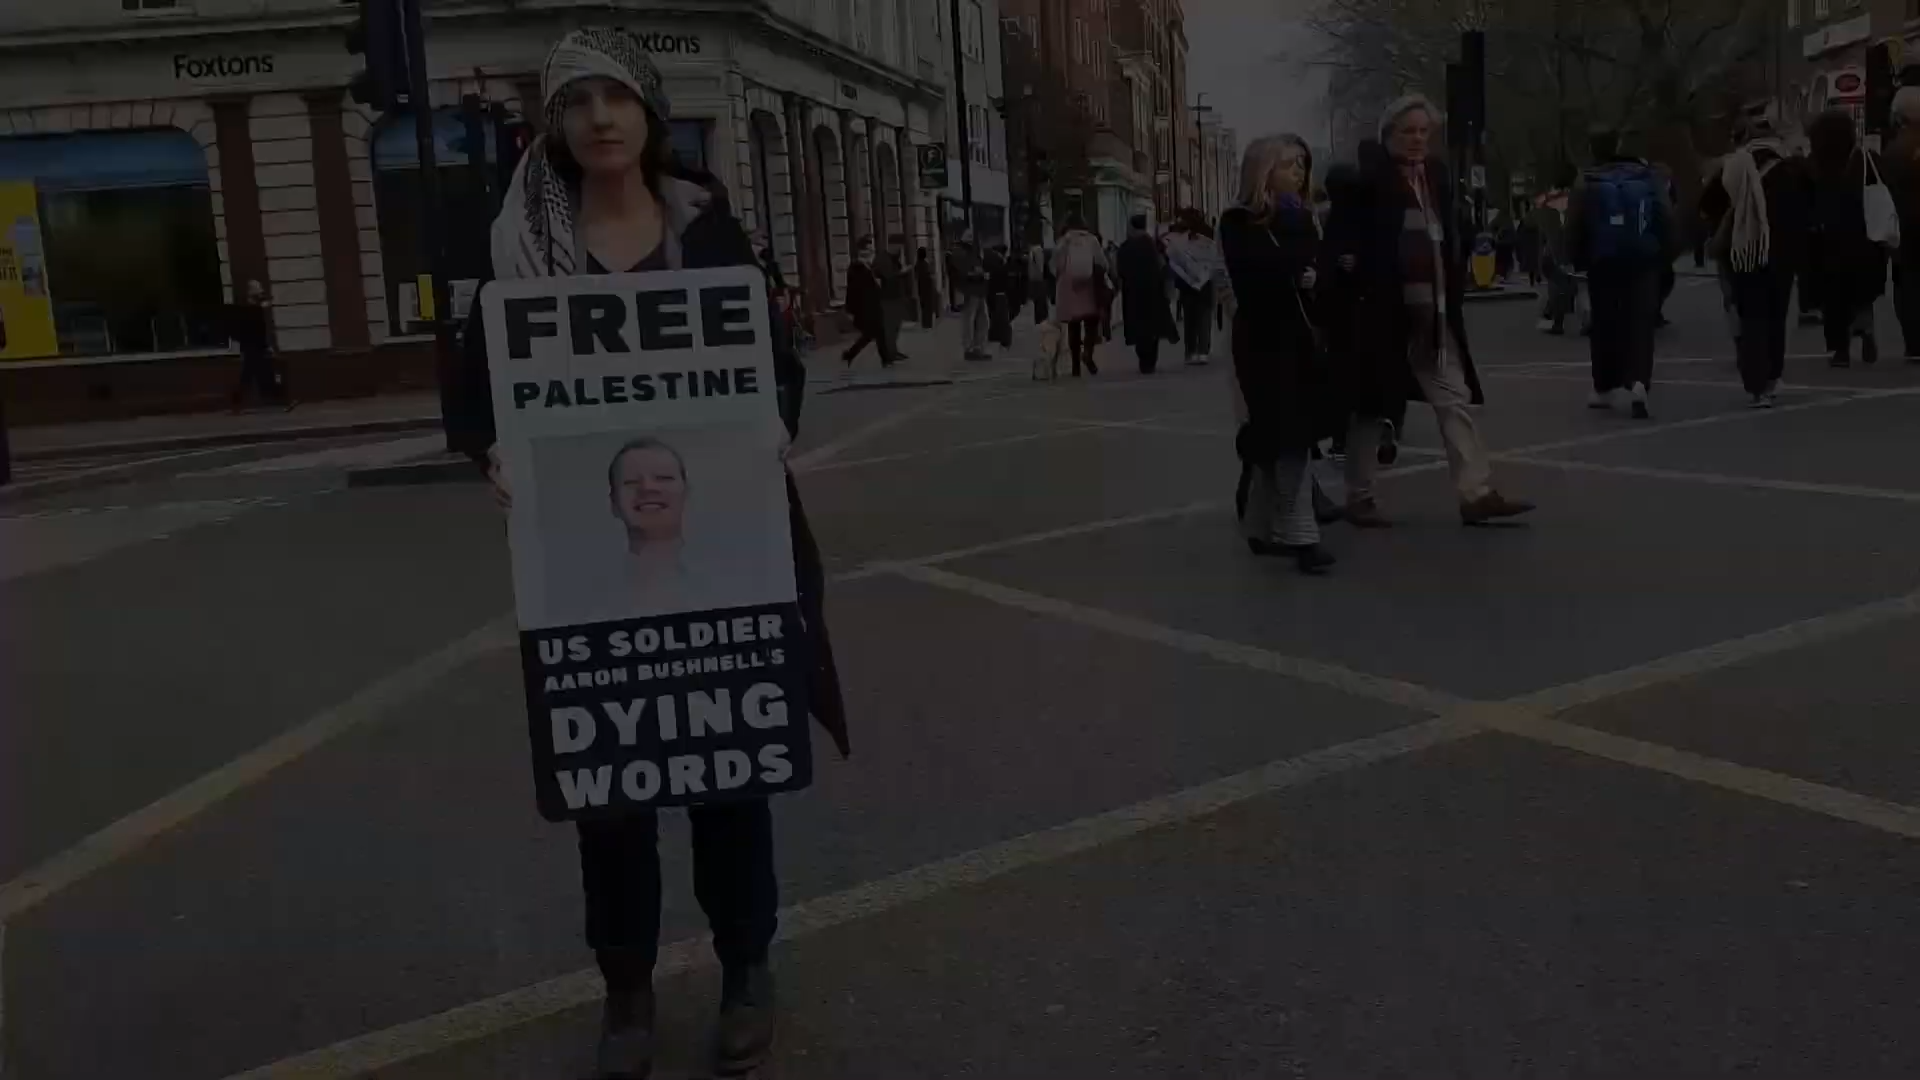 Foxtons
Foxtons
FREE
PALESTINE
US SOLDIER
AARON BUSHNELL'S
DYING
WORDS